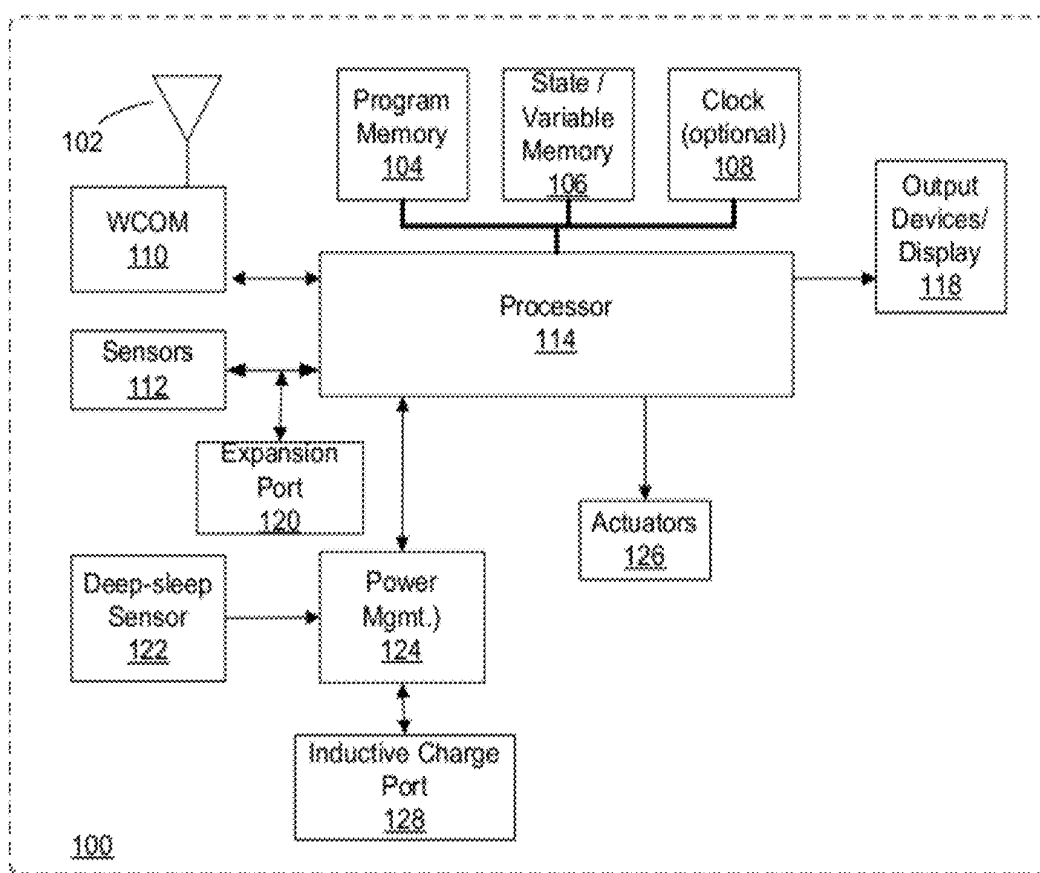 102
Program
Memory
104
State /
Variable
Memory
106
Clock
(optional)
108
WCOM
110
Output
Devices/
Display
118
Processor
114
Sensors
112
Expansion
Port
120
Actuators
126
Deep-sleep
Sensor
122
Power
Mgmt.)
124
Inductive Charge
Port
128
100